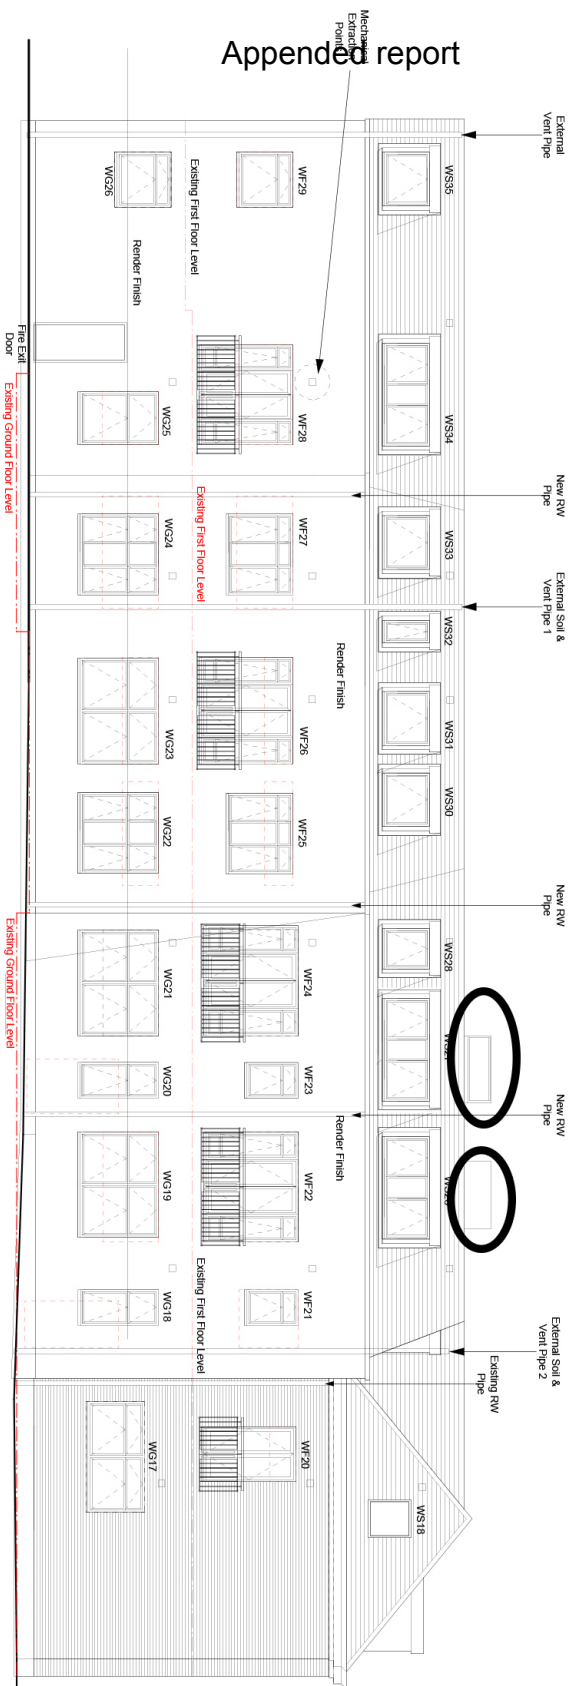 Appended report
Mechanical
Extraction
Points
External
Vent Pipe
New RW
Pipe
External Soil &
Vent Pipe 1
New RW
Pipe
New RW
Pipe
External Soil &
Vent Pipe 2
Existing RW
Pipe
WS35
WS34
WS33
WS32
WS31
WS30
WS28
WS27
WS26
WS18
WF29
WF28
WF27
WF26
WF25
WF24
WF23
WF22
WF21
WF20
Render Finish
Render Finish
Existing First Floor Level
Existing First Floor Level
Existing First Floor Level
Render Finish
WG26
WG25
WG24
WG23
WG22
WG21
WG20
WG19
WG18
WG17
Fire Exit
Door
Existing Ground Floor Level
Existing Ground Floor Level